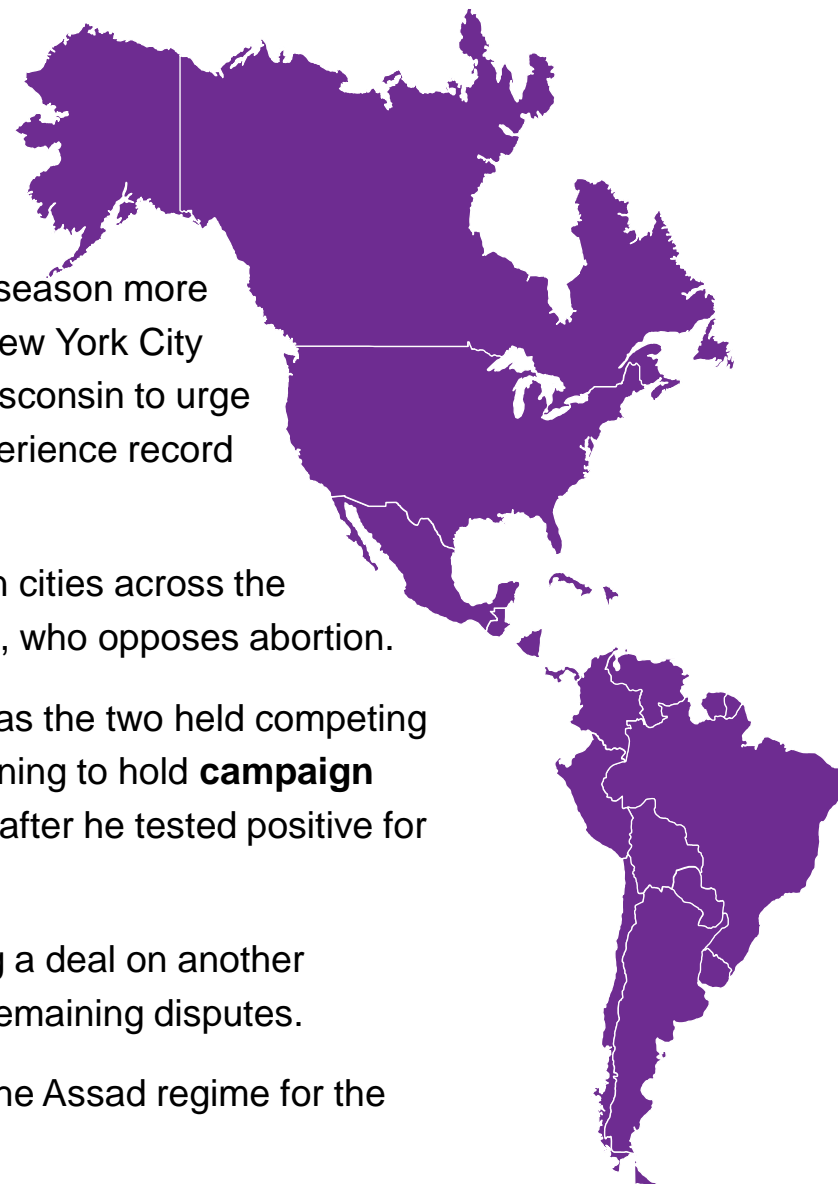 season more
ew York City
isconsin to urge
perience record
n cities across the
, who opposes abortion.
as the two held competing
ning to hold campaign
after he tested positive for
g a deal on another
emaining disputes.
he Assad regime for the